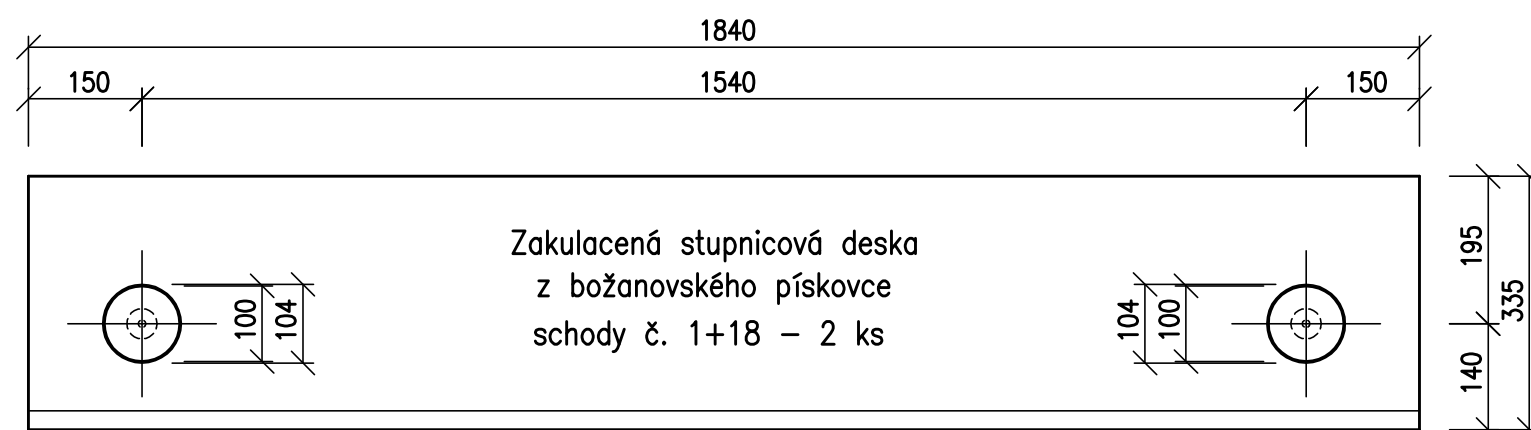 1840
150 1540 150
Zakulacená stupnicová deska
z božanovského pískovce
schody č. 1+18 – 2 ks
100 104
104 100
195
140
335